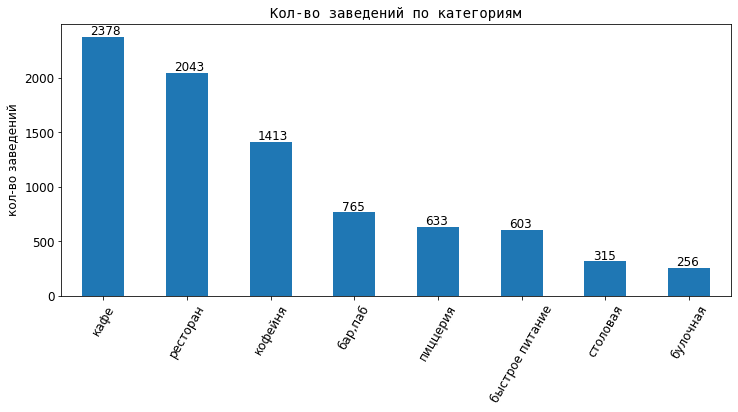 Кол-во заведений по категориям
кол-во заведений
2000
1500
1000
500
0
2378
2043
1413
765
633
603
315
256
кафе
ресторан
кофейня
бар,паб
пиццерия
быстрое питание
столовая
булочная